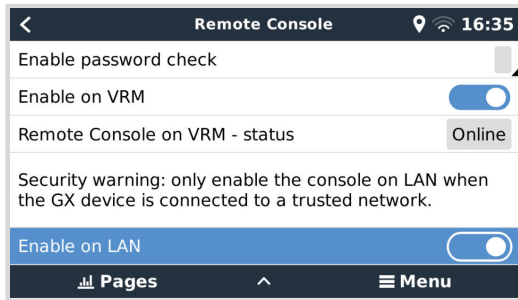 Remote Console 16:35
Enable password check
Enable on VRM
Remote Console on VRM - status Online
Security warning: only enable the console on LAN when
the GX device is connected to a trusted network.
Enable on LAN
Pages Menu